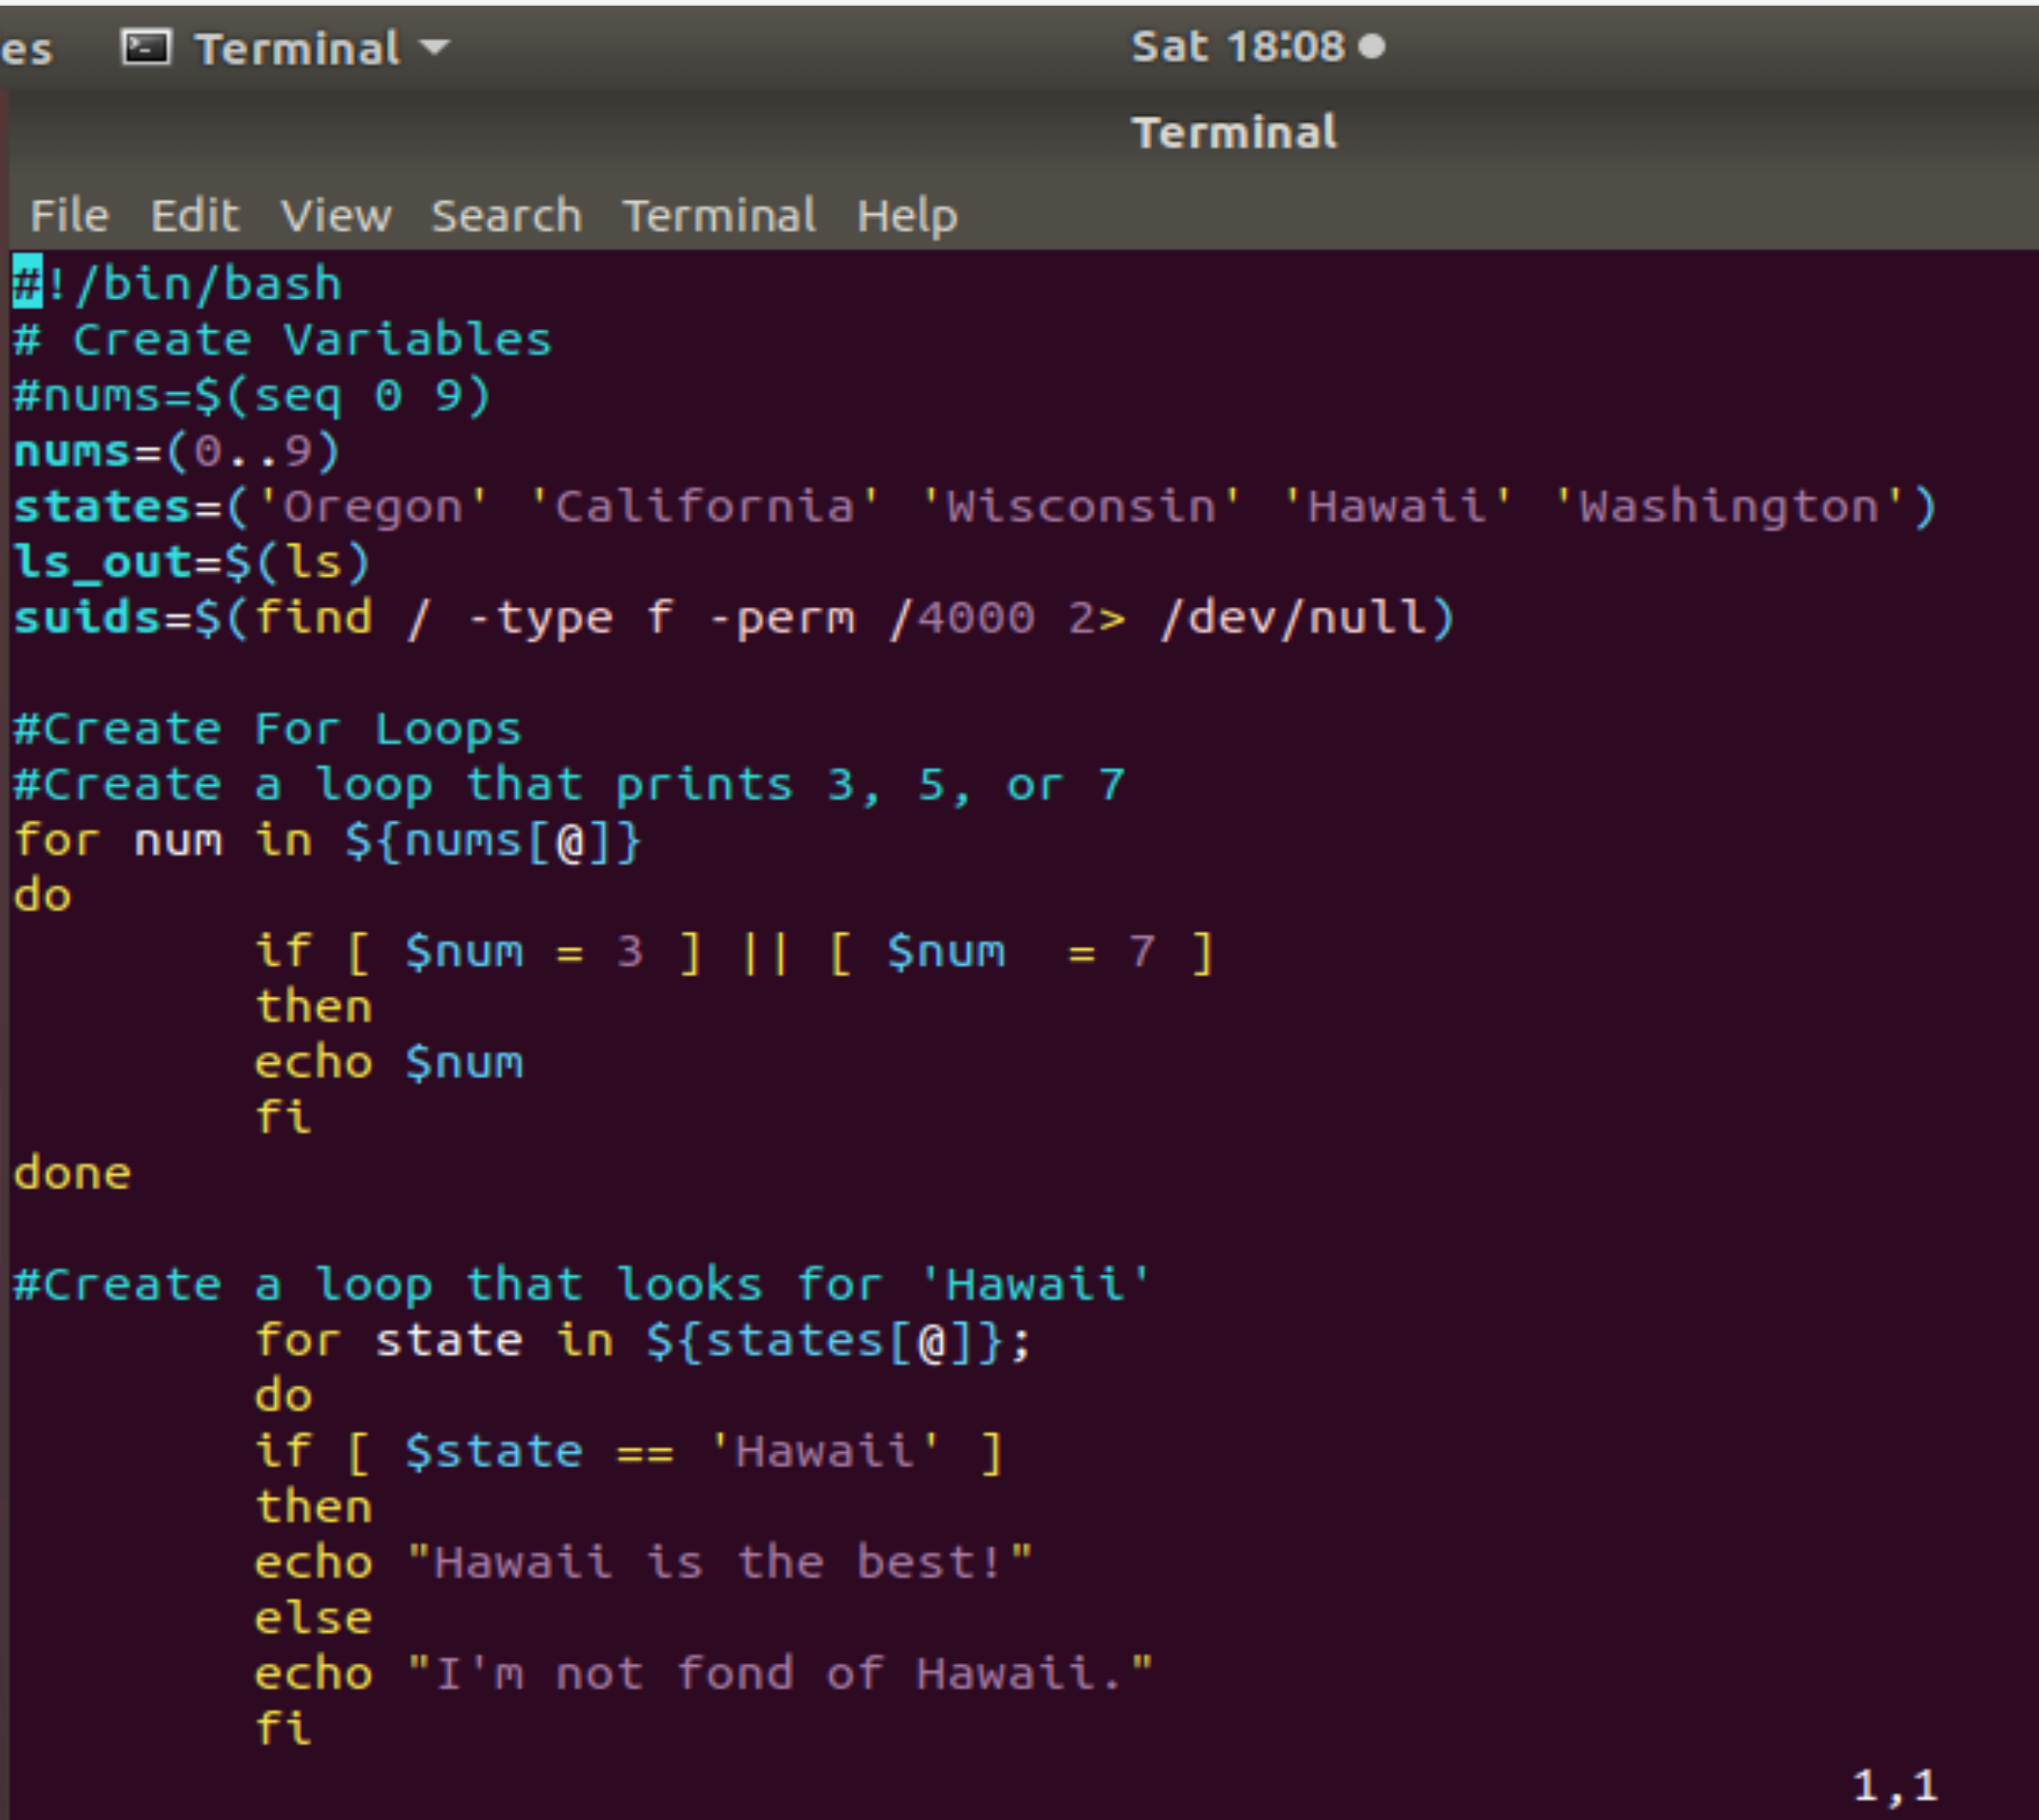 es Terminal Sat 18:08
Terminal
File Edit View Search Terminal Help
#!/bin/bash
# Create Variables
#nums=$(seq 0 9)
nums=(0..9)
states=('Oregon' 'California' 'Wisconsin' 'Hawaii' 'Washington')
ls_out=$(ls)
suids=$(find / -type f -perm /4000 2> /dev/null)

#Create For Loops
#Create a loop that prints 3, 5, or 7
for num in ${nums[@]}
do
        if [ $num = 3 ] || [ $num  = 7 ]
        then
        echo $num
        fi
done

#Create a loop that looks for 'Hawaii'
        for state in ${states[@]};
        do
        if [ $state == 'Hawaii' ]
        then
        echo "Hawaii is the best!"
        else
        echo "I'm not fond of Hawaii."
        fi
1,1